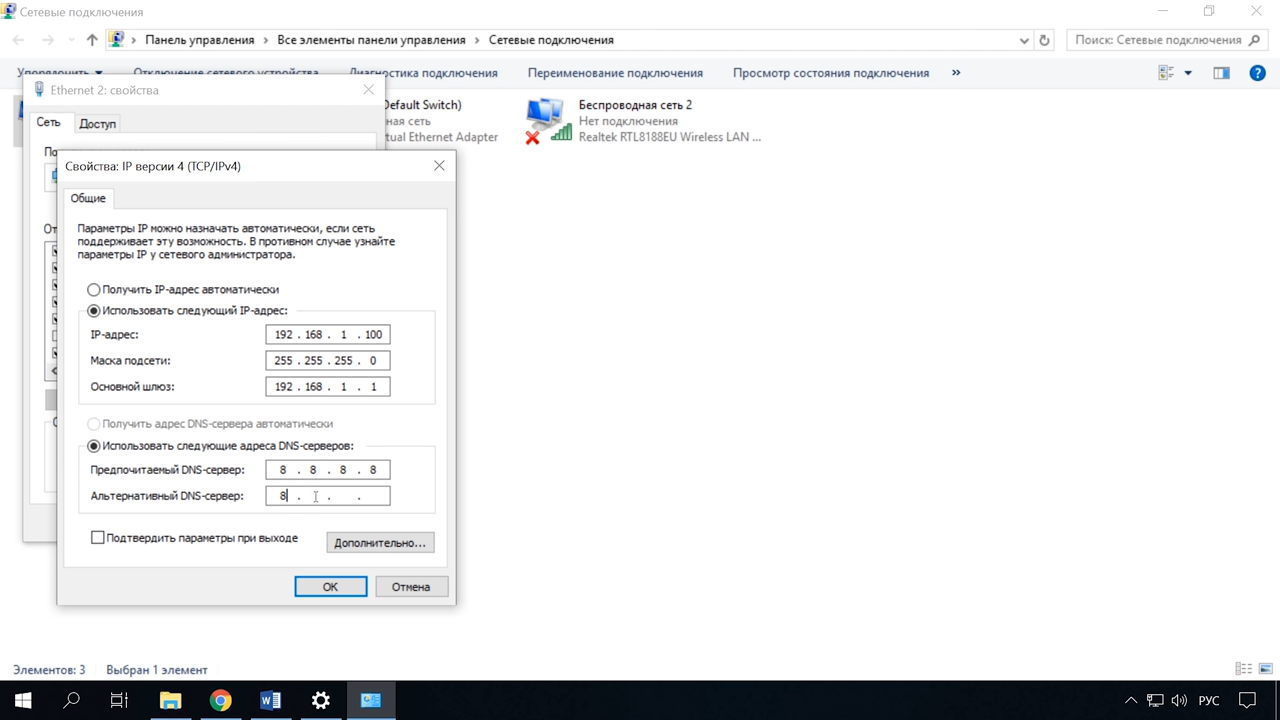 Сетевые подключения
Панель управления Все элементы панели управления Сетевые подключения
Поиск: Сетевые подключения
Упорядочить Отключение сетевого устройства Диагностика подключения Переименование подключения Просмотр состояния подключения »
Ethernet 2: свойства
Default Switch)
Беспроводная сеть 2
Нет подключения
Realtek RTL8188EU Wireless LAN ...
Сеть Доступ
Свойства: IP версии 4 (TCP/IPv4)
Общие
Параметры IP можно назначать автоматически, если сеть
поддерживает эту возможность. В противном случае узнайте
параметры IP у сетевого администратора.
Получить IP-адрес автоматически
Использовать следующий IP-адрес:
IP-адрес: 192 . 168 . 1 . 100
Маска подсети: 255 . 255 . 255 . 0
Основной шлюз: 192 . 168 . 1 . 1
Получить адрес DNS-сервера автоматически
Использовать следующие адреса DNS-серверов:
Предпочитаемый DNS-сервер: 8 . 8 . 8 . 8
Альтернативный DNS-сервер: 8 . . .
Подтвердить параметры при выходе
Дополнительно...
ОК Отмена
Элементов: 3 Выбран 1 элемент
РУС